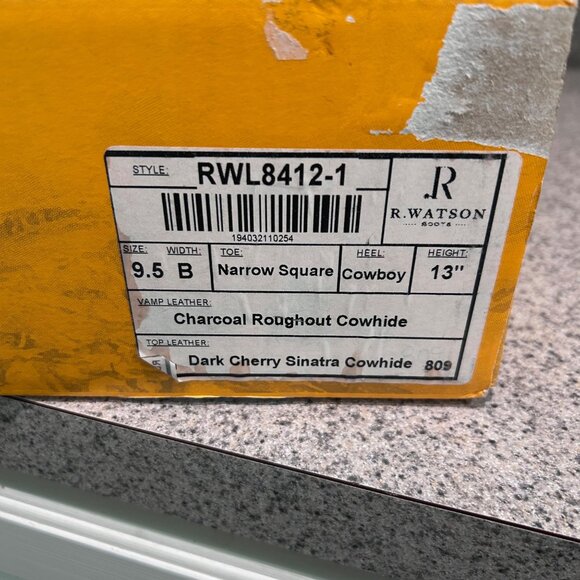 STYLE: RWL8412-1
194032110254
R
R.WATSON
BOOTS
SIZE: 9.5 WIDTH: B
TOE: Narrow Square
HEEL: Cowboy
HEIGHT: 13"
VAMP LEATHER:
Charcoal Roughout Cowhide
TOP LEATHER:
Dark Cherry Sinatra Cowhide 809